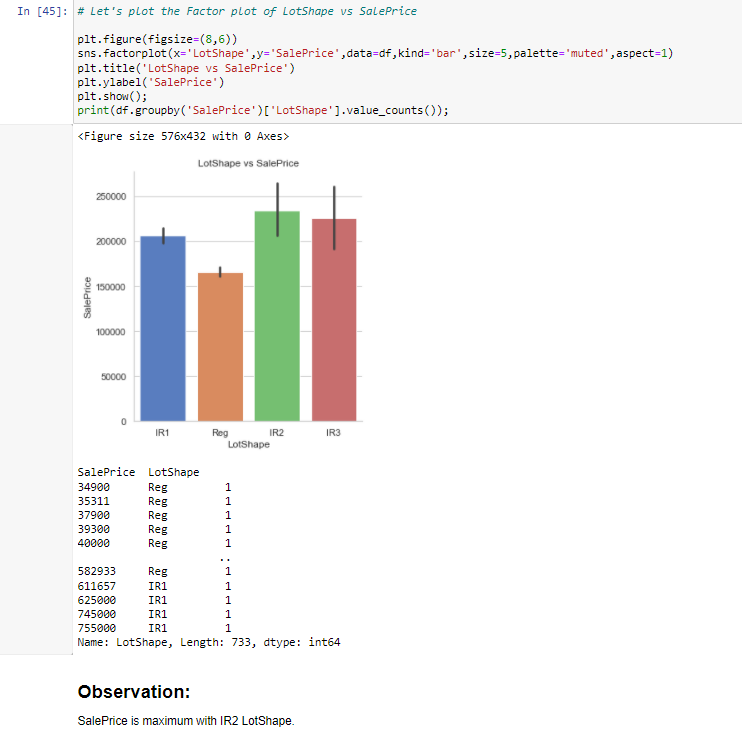 In [45]: # Let's plot the Factor plot of LotShape vs SalePrice
plt.figure(figsize=(8,6))
sns.factorplot(x='LotShape',y='SalePrice',data=df,kind='bar',size=5,palette='muted',aspect=1)
plt.title('LotShape vs SalePrice')
plt.ylabel('SalePrice')
plt.show();
print(df.groupby('SalePrice')['LotShape'].value_counts());
<Figure size 576x432 with 0 Axes>
LotShape vs SalePrice
250000
200000
150000
100000
50000
0
SalePrice
IR1 Reg IR2 IR3
LotShape
SalePrice LotShape
34900 Reg 1
35311 Reg 1
37900 Reg 1
39300 Reg 1
40000 Reg 1
..
582933 Reg 1
611657 IR1 1
625000 IR1 1
745000 IR1 1
755000 IR1 1
Name: LotShape, Length: 733, dtype: int64
Observation:
SalePrice is maximum with IR2 LotShape.